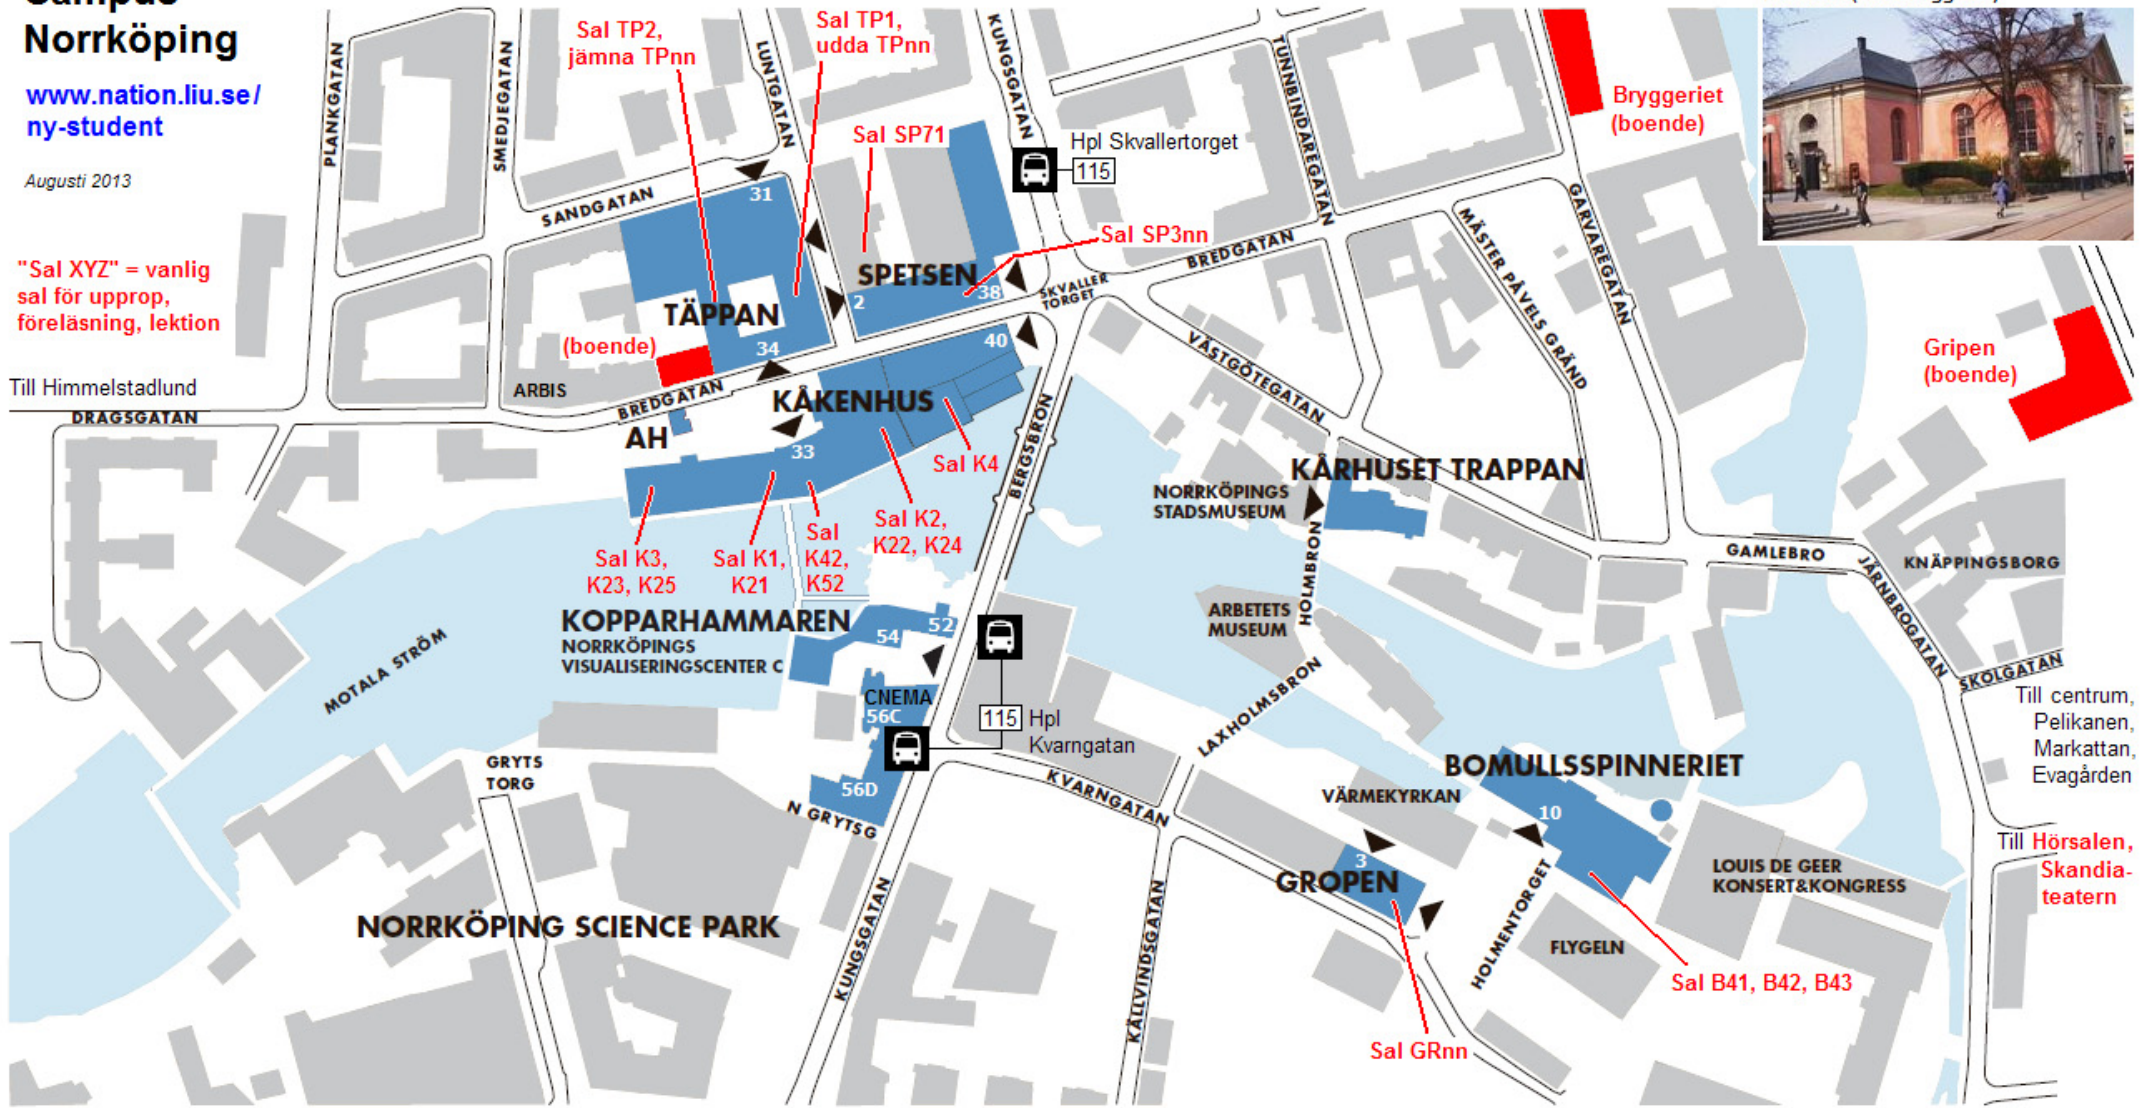 Campus
Norrköping
www.nation.liu.se/
ny-student
Augusti 2013
"Sal XYZ" = vanlig
sal för upprop,
föreläsning, lektion
Till Himmelstadlund
DRAGSGATAN
PLANKGATAN
SMEDJEGATAN
SANDGATAN
LUNTGATAN
KUNGSGATAN
TUNNBINDAREGATAN
GARVAREGATAN
MÄSTER PÅVELS GRÄND
Sal TP2,
jämna TPnn
Sal TP1,
udda TPnn
Sal SP71
Hpl Skvallertorget
115
Sal SP3nn
Bryggeriet
(boende)
Gripen
(boende)
31
TÄPPAN
34
(boende)
ARBIS
BREDGATAN
SPETSEN
2
38
SKVALLER
TORGET
BREDGATAN
VÄSTGÖTEGATAN
40
KÅKENHUS
AH
33
Sal K4
Sal K3,
K23, K25
Sal K1,
K21
Sal
K42,
K52
Sal K2,
K22, K24
BERGSBRON
KOPPARHAMMAREN
NORRKÖPINGS
VISUALISERINGSCENTER C
54
52
CNEMA
56C
56D
N GRYTSG
115
Hpl
Kvarngatan
MOTALA STRÖM
GRYTS
TORG
NORRKÖPING SCIENCE PARK
KUNGSGATAN
KVARNGATAN
KÄLLVINDSGATAN
KÅRHUSET TRAPPAN
NORRKÖPINGS
STADSMUSEUM
HOLMBRON
ARBETETS
MUSEUM
LAXHOLMSBRON
GAMLEBRO
JÄRNBROGATAN
KNÄPPINGSBORG
SKOLGATAN
Till centrum,
Pelikanen,
Markattan,
Evagården
Till Hörsalen,
Skandia-
teatern
BOMULLSSPINNERIET
10
VÄRMEKYRKAN
3
GROPEN
HOLMENTORGET
FLYGELN
LOUIS DE GEER
KONSERT&KONGRESS
Sal B41, B42, B43
Sal GRnn